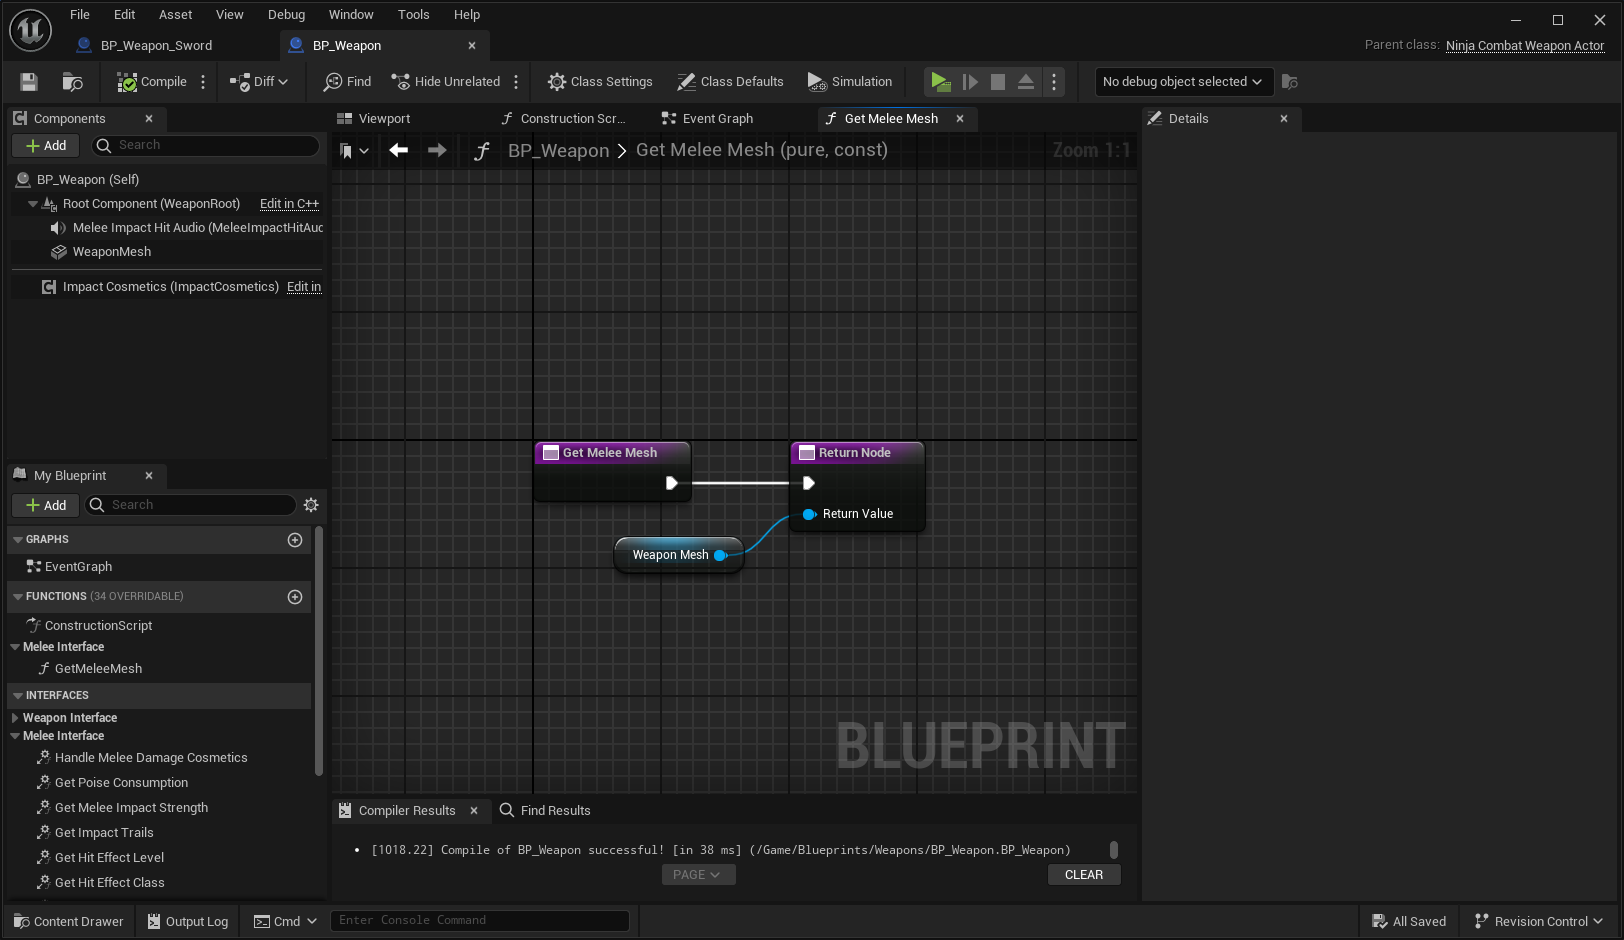 File Edit Asset View Debug Window Tools Help
BP_Weapon_Sword
BP_Weapon
Parent class: Ninja Combat Weapon Actor
Compile
Diff
Find
Hide Unrelated
Class Settings
Class Defaults
Simulation
No debug object selected
Components
Add
Search
BP_Weapon (Self)
Root Component (WeaponRoot) Edit in C++
Melee Impact Hit Audio (MeleeImpactHitAuc
WeaponMesh
Impact Cosmetics (ImpactCosmetics) Edit in
My Blueprint
Add
Search
GRAPHS
EventGraph
FUNCTIONS (34 OVERRIDABLE)
ConstructionScript
Melee Interface
GetMeleeMesh
INTERFACES
Weapon Interface
Melee Interface
Handle Melee Damage Cosmetics
Get Poise Consumption
Get Melee Impact Strength
Get Impact Trails
Get Hit Effect Level
Get Hit Effect Class
Viewport
Construction Scr...
Event Graph
Get Melee Mesh
BP_Weapon > Get Melee Mesh (pure, const)
Zoom 1:1
Get Melee Mesh
Return Node
Return Value
Weapon Mesh
BLUEPRINT
Compiler Results
Find Results
[1018.22] Compile of BP_Weapon successful! [in 38 ms] (/Game/Blueprints/Weapons/BP_Weapon.BP_Weapon)
PAGE
CLEAR
Details
Content Drawer
Output Log
Cmd
Enter Console Command
All Saved
Revision Control